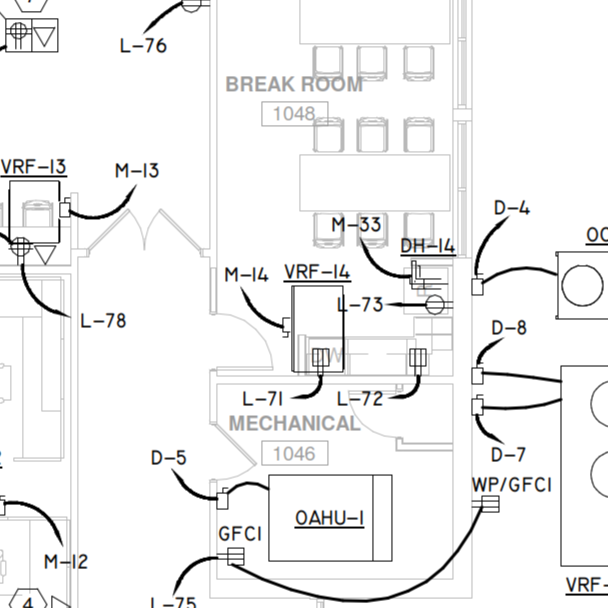 L-76
BREAK ROOM
1048
VRF-13
M-13
D-4
M-33
DH-14
M-14
VRF-14
L-73
L-78
D-8
DW
L-71
L-72
MECHANICAL
1046
D-5
D-7
WP/GFCI
OAHU-1
GFCI
M-12
4
L-75
VRF-